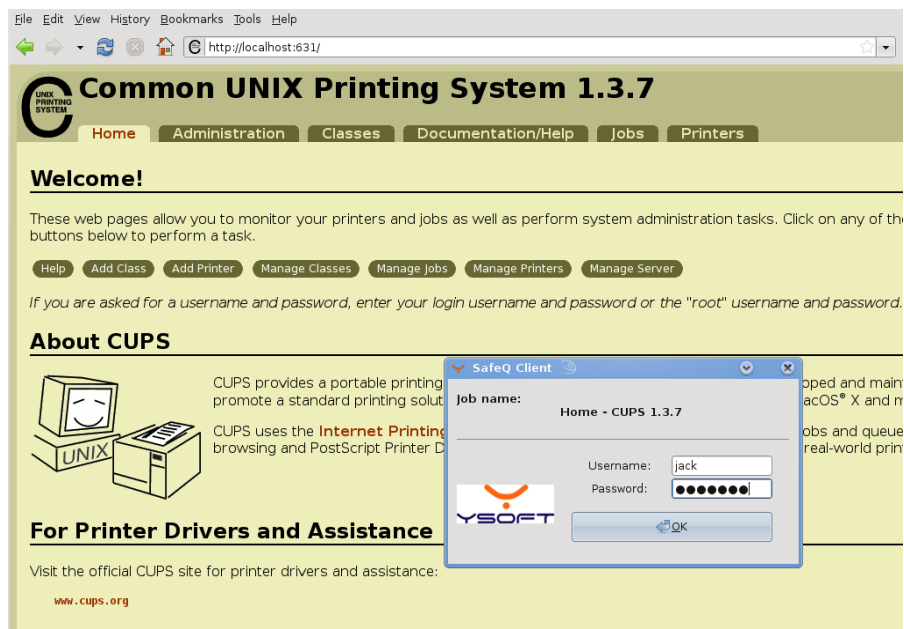 File Edit View History Bookmarks Tools Help
http://localhost:631/
UNIX
PRINTING
SYSTEM
Common UNIX Printing System 1.3.7
Home Administration Classes Documentation/Help Jobs Printers
Welcome!
These web pages allow you to monitor your printers and jobs as well as perform system administration tasks. Click on any of the
buttons below to perform a task.
Help Add Class Add Printer Manage Classes Manage Jobs Manage Printers Manage Server
If you are asked for a username and password, enter your login username and password or the "root" username and password.
About CUPS
UNIX
CUPS provides a portable printing
promote a standard printing
CUPS uses the Internet Printing
browsing and PostScript Printer
oped and
acOS® X and
obs and queue
real-world
SafeQ Client
Job name:
Home - CUPS 1.3.7
Username: jack
Password: ●●●●●●●
YSOFT
OK
For Printer Drivers and Assistance
Visit the official CUPS site for printer drivers and assistance:
www.cups.org